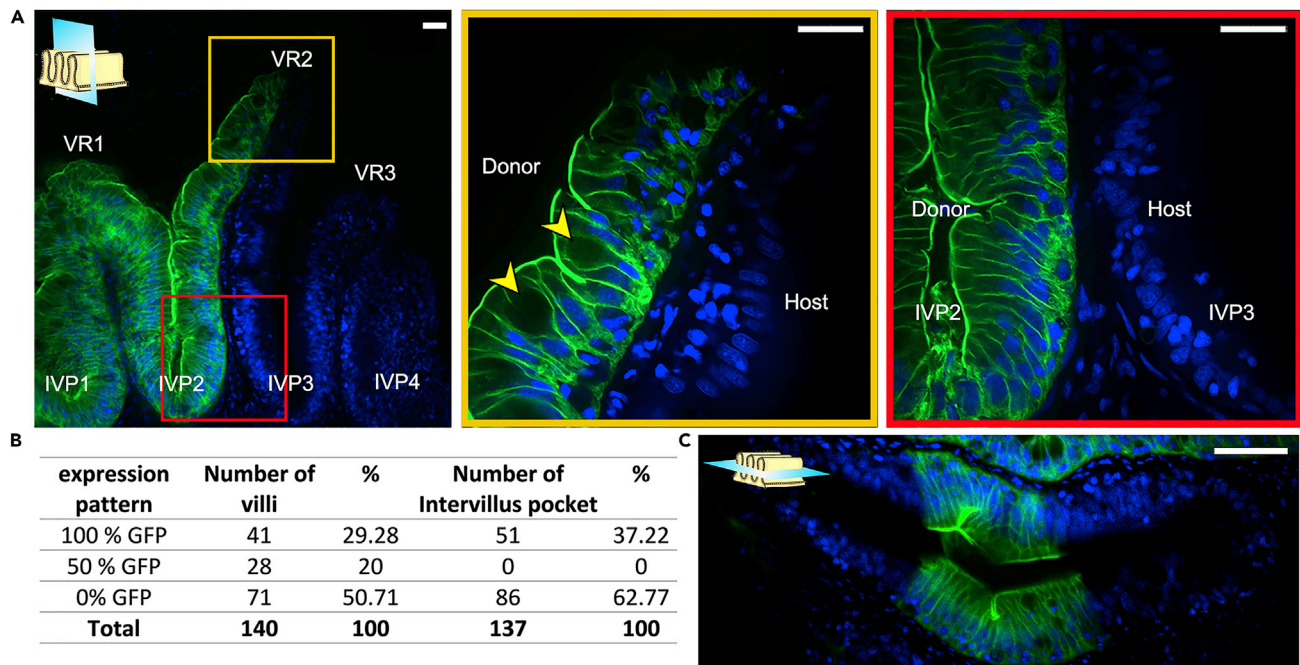 A
VR2
VR1
VR3
IVP1
IVP2
IVP3
IVP4
Donor
Host
Donor
Host
IVP2
IVP3
B
expression pattern Number of villi % Number of Intervillus pocket %
100 % GFP 41 29.28 51 37.22
50 % GFP 28 20 0 0
0% GFP 71 50.71 86 62.77
Total 140 100 137 100
C